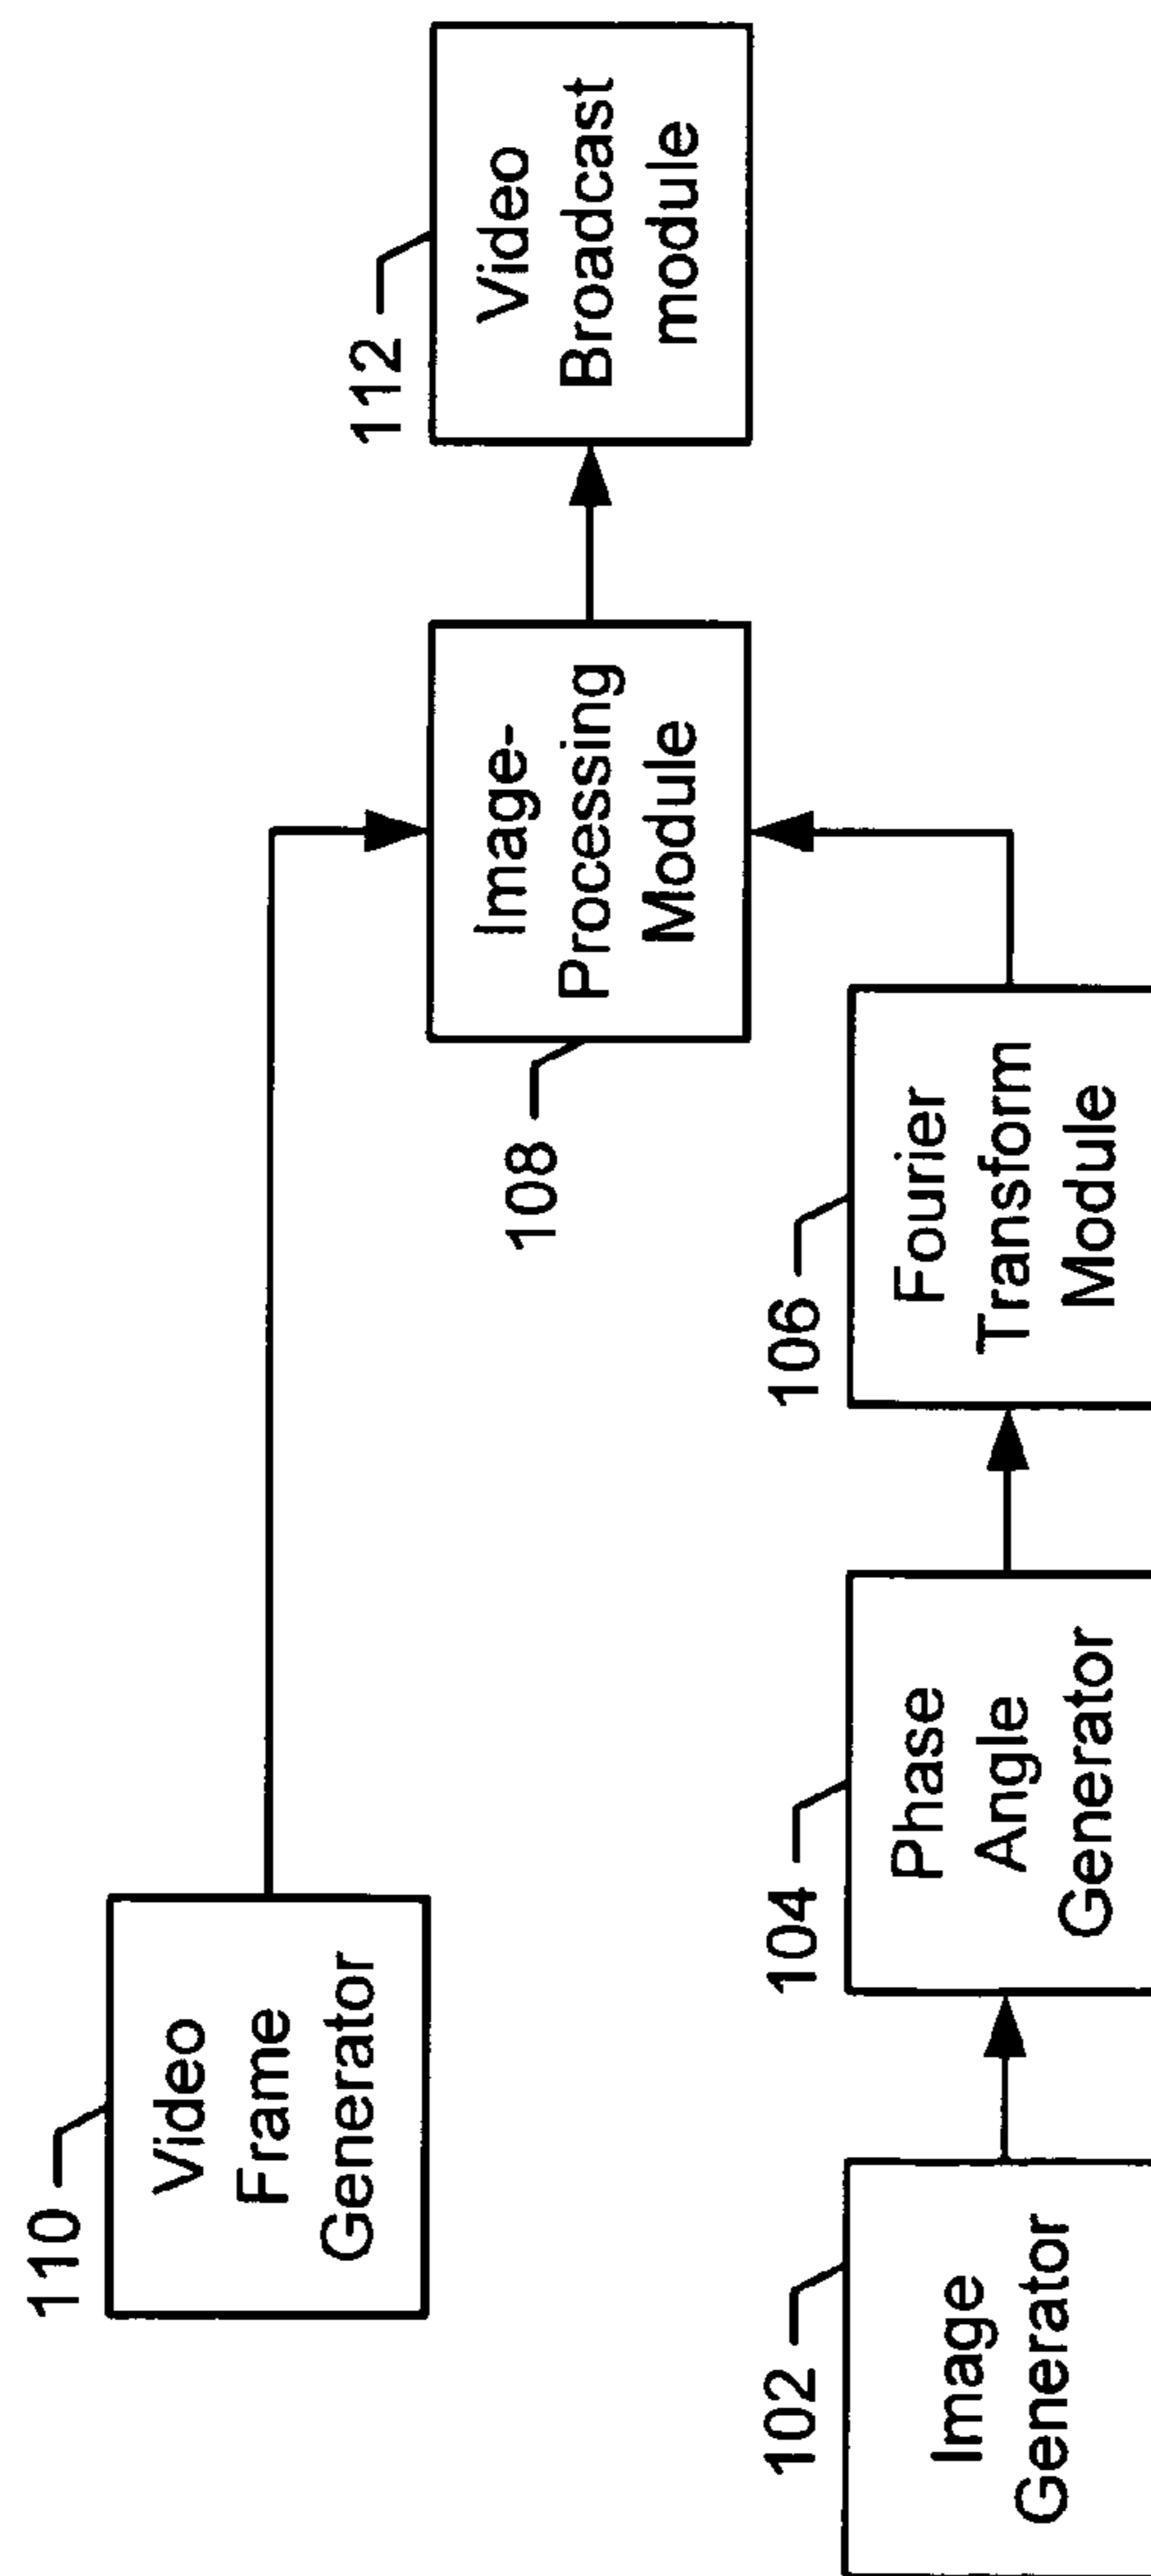 110
Video
Frame
Generator
112
Video
Broadcast
module
Image-
Processing
Module
108
102
Image
Generator
104
Phase
Angle
Generator
106
Fourier
Transform
Module